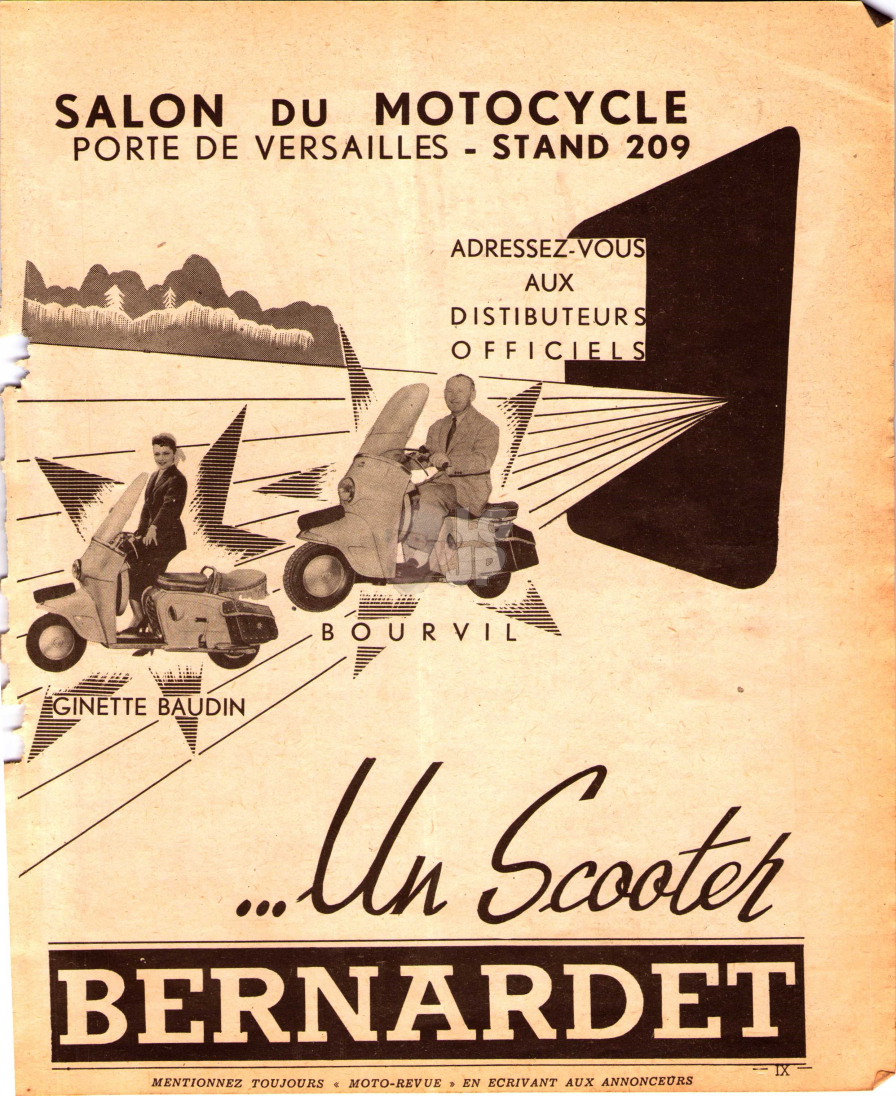 SALON DU MOTOCYCLE
PORTE DE VERSAILLES - STAND 209
ADRESSEZ-VOUS
AUX
DISTIBUTEURS
OFFICIELS
BOURVIL
GINETTE BAUDIN
...Un Scooter
BERNARDET
— IX —
MENTIONNEZ TOUJOURS « MOTO-REVUE » EN ECRIVANT AUX ANNONCEURS